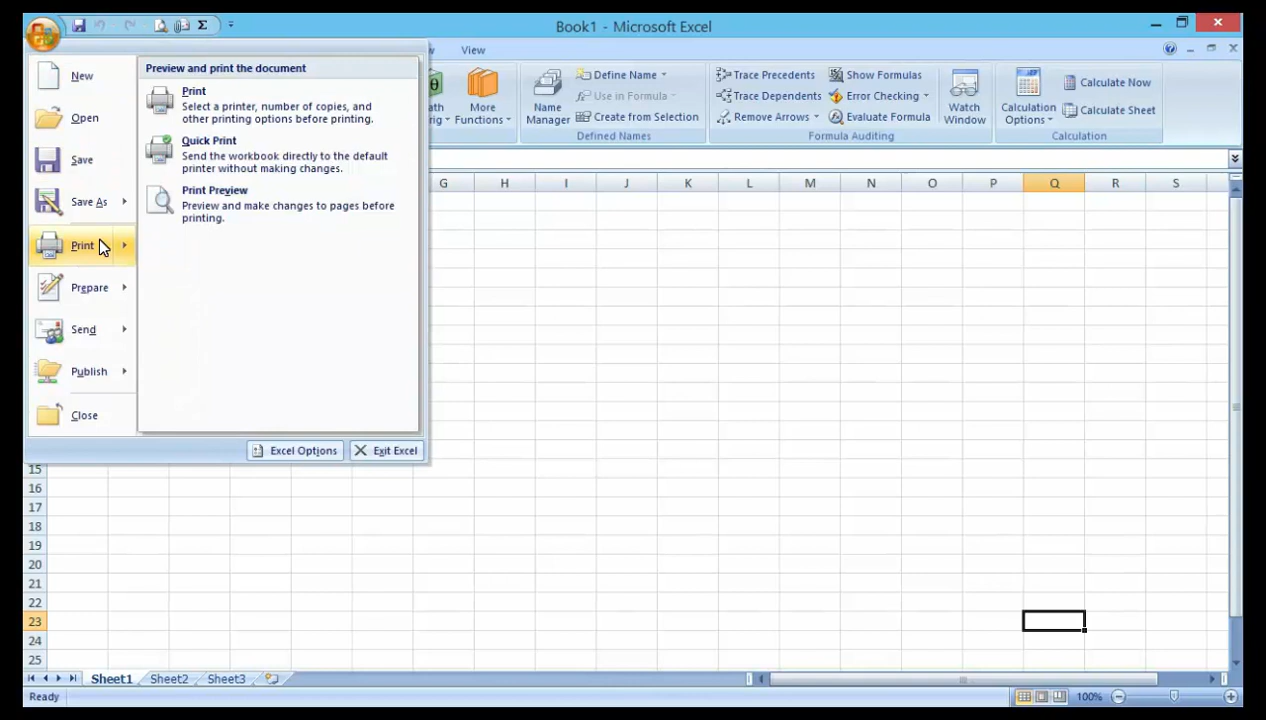 Book1 - Microsoft Excel
View
New
Open
Save
Save As
Print
Prepare
Send
Publish
Close
Preview and print the document
Print
Select a printer, number of copies, and
other printing options before printing.
Quick Print
Send the workbook directly to the default
printer without making changes.
Print Preview
Preview and make changes to pages before
printing.
Excel Options
Exit Excel
More
Functions
Name
Manager
Define Name
Use in Formula
Create from Selection
Defined Names
Trace Precedents
Trace Dependents
Remove Arrows
Show Formulas
Error Checking
Evaluate Formula
Formula Auditing
Watch
Window
Calculation
Options
Calculate Now
Calculate Sheet
Calculation
G H I J K L M N O P Q R S
15
16
17
18
19
20
21
22
23
24
25
Sheet1 Sheet2 Sheet3
Ready
100%